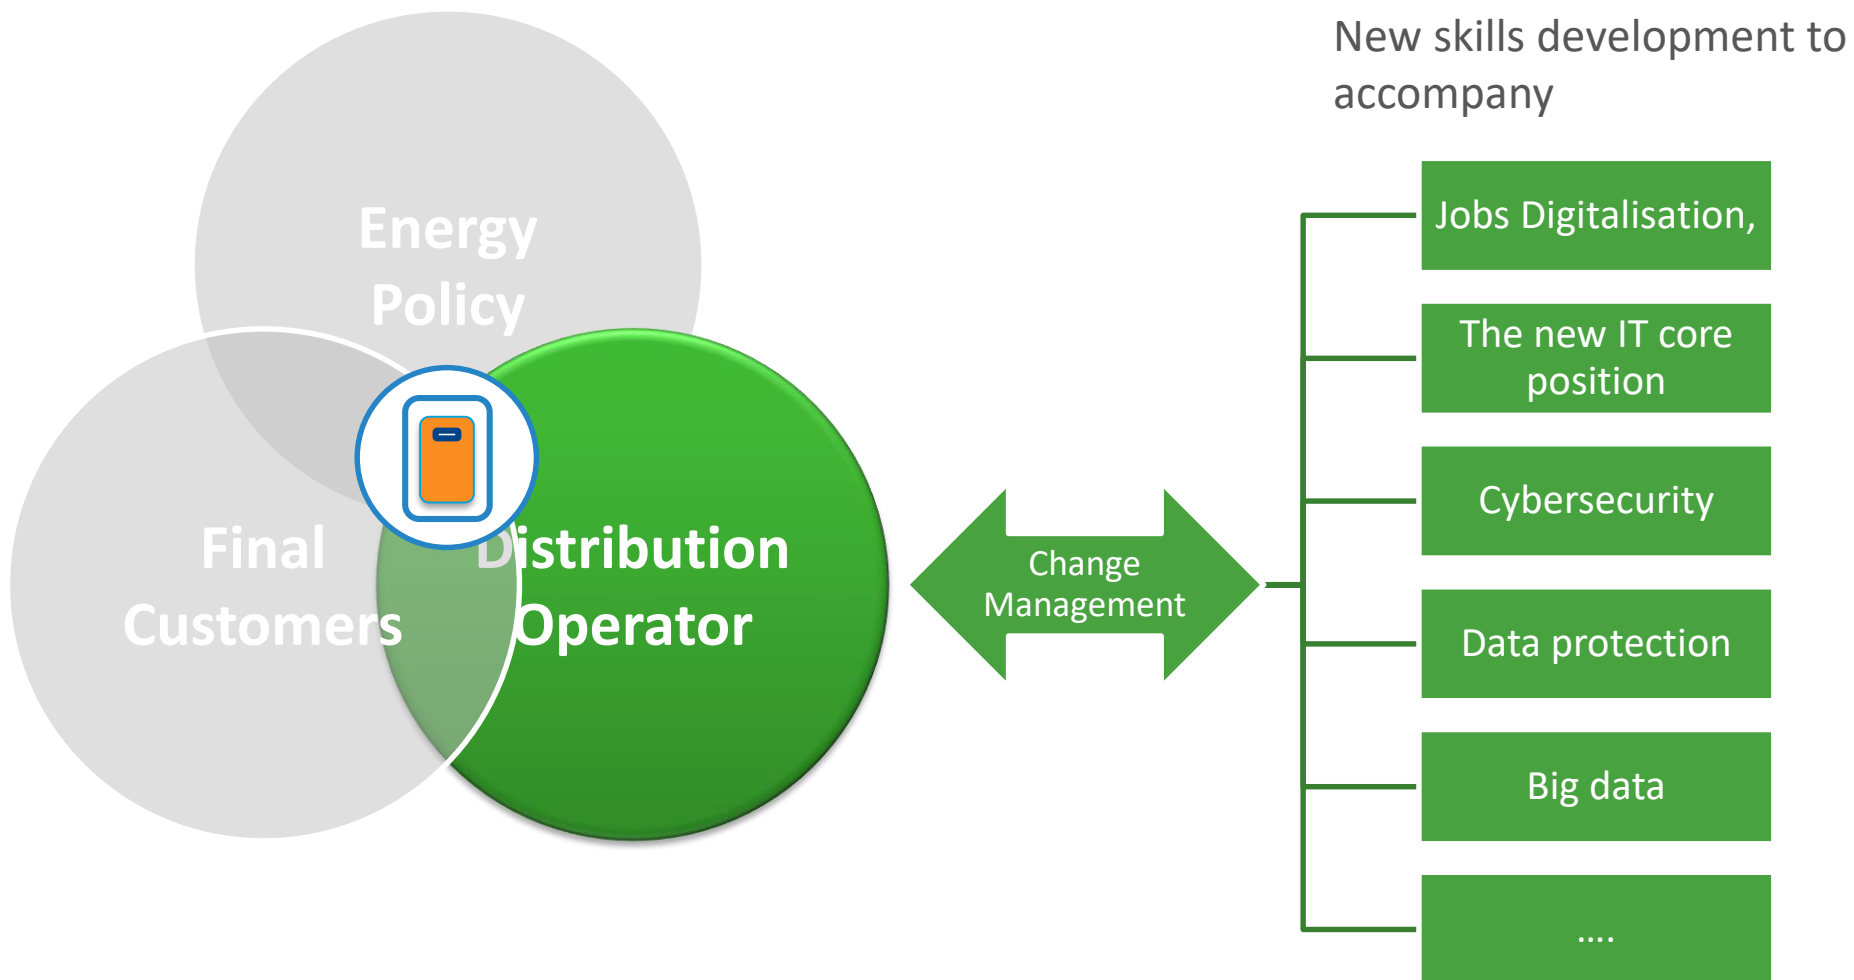 New skills development to
accompany
Energy
Policy
Final
Customers
Distribution
Operator
Change
Management
Jobs Digitalisation,
The new IT core
position
Cybersecurity
Data protection
Big data
....